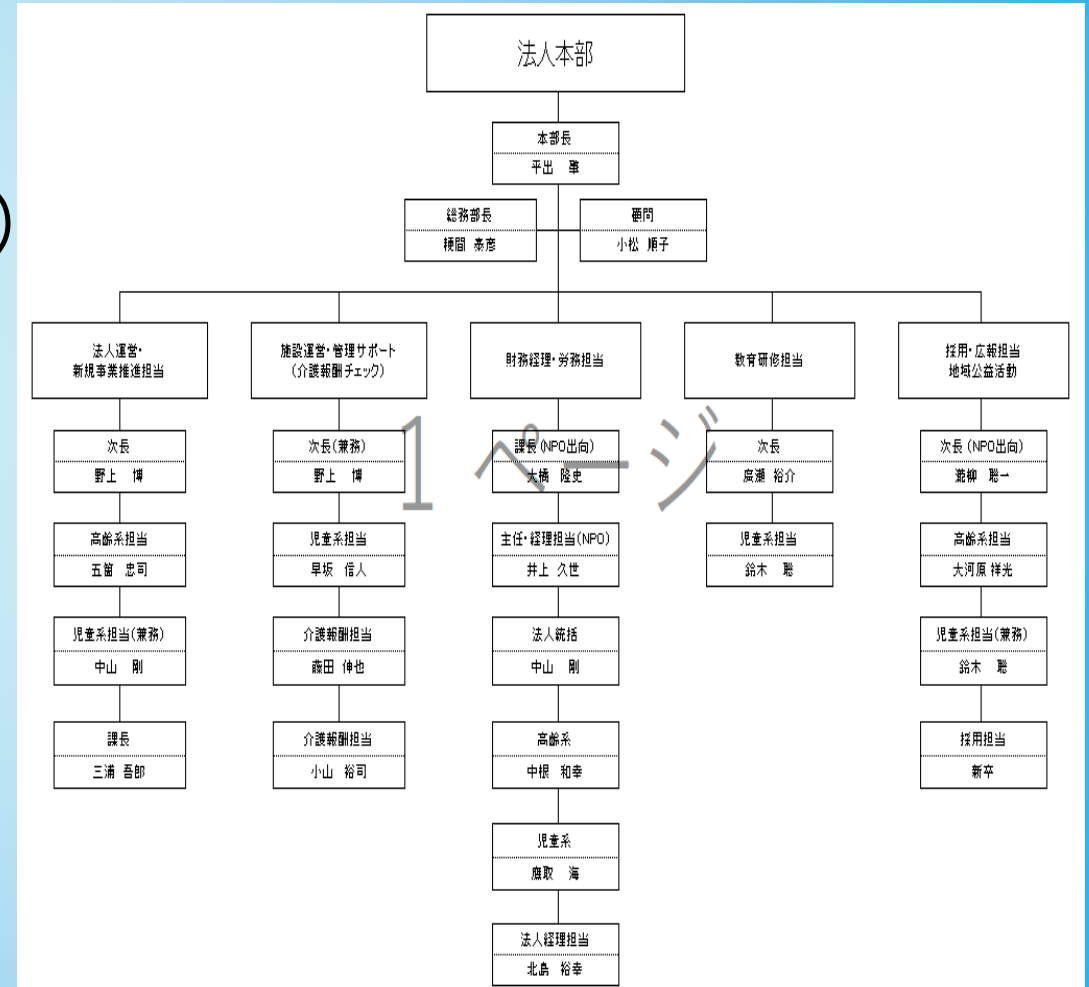 法人本部
本部長
平出 肇
総務部長
顧問
小松 順子
法人運営・
新規事業推進担当
次長
野上 博
高齢系担当
五箇 忠司
児童系担当(兼務)
中山 剛
課長
三浦 吾郎
施設運営・管理サポート
(介護報酬チェック)
次長(兼務)
野上 博
児童系担当
早坂 信人
介護報酬担当
藤田 伸也
介護報酬担当
小山 裕司
財務経理・労務担当
課長(NPO出向)
大橋 隆史
主任・経理担当(NPO)
井上 久世
法人統括
中山 剛
高齢系
中根 和幸
児童系
鷹取 海
法人経理担当
北島 裕幸
教育研修担当
次長
廣瀬 裕介
児童系担当
鈴木 聡
採用・広報担当
地域公益活動
次長(NPO出向)
高齢系担当
大河原 祥光
児童系担当(兼務)
鈴木 聡
採用担当
新卒
1 ページ